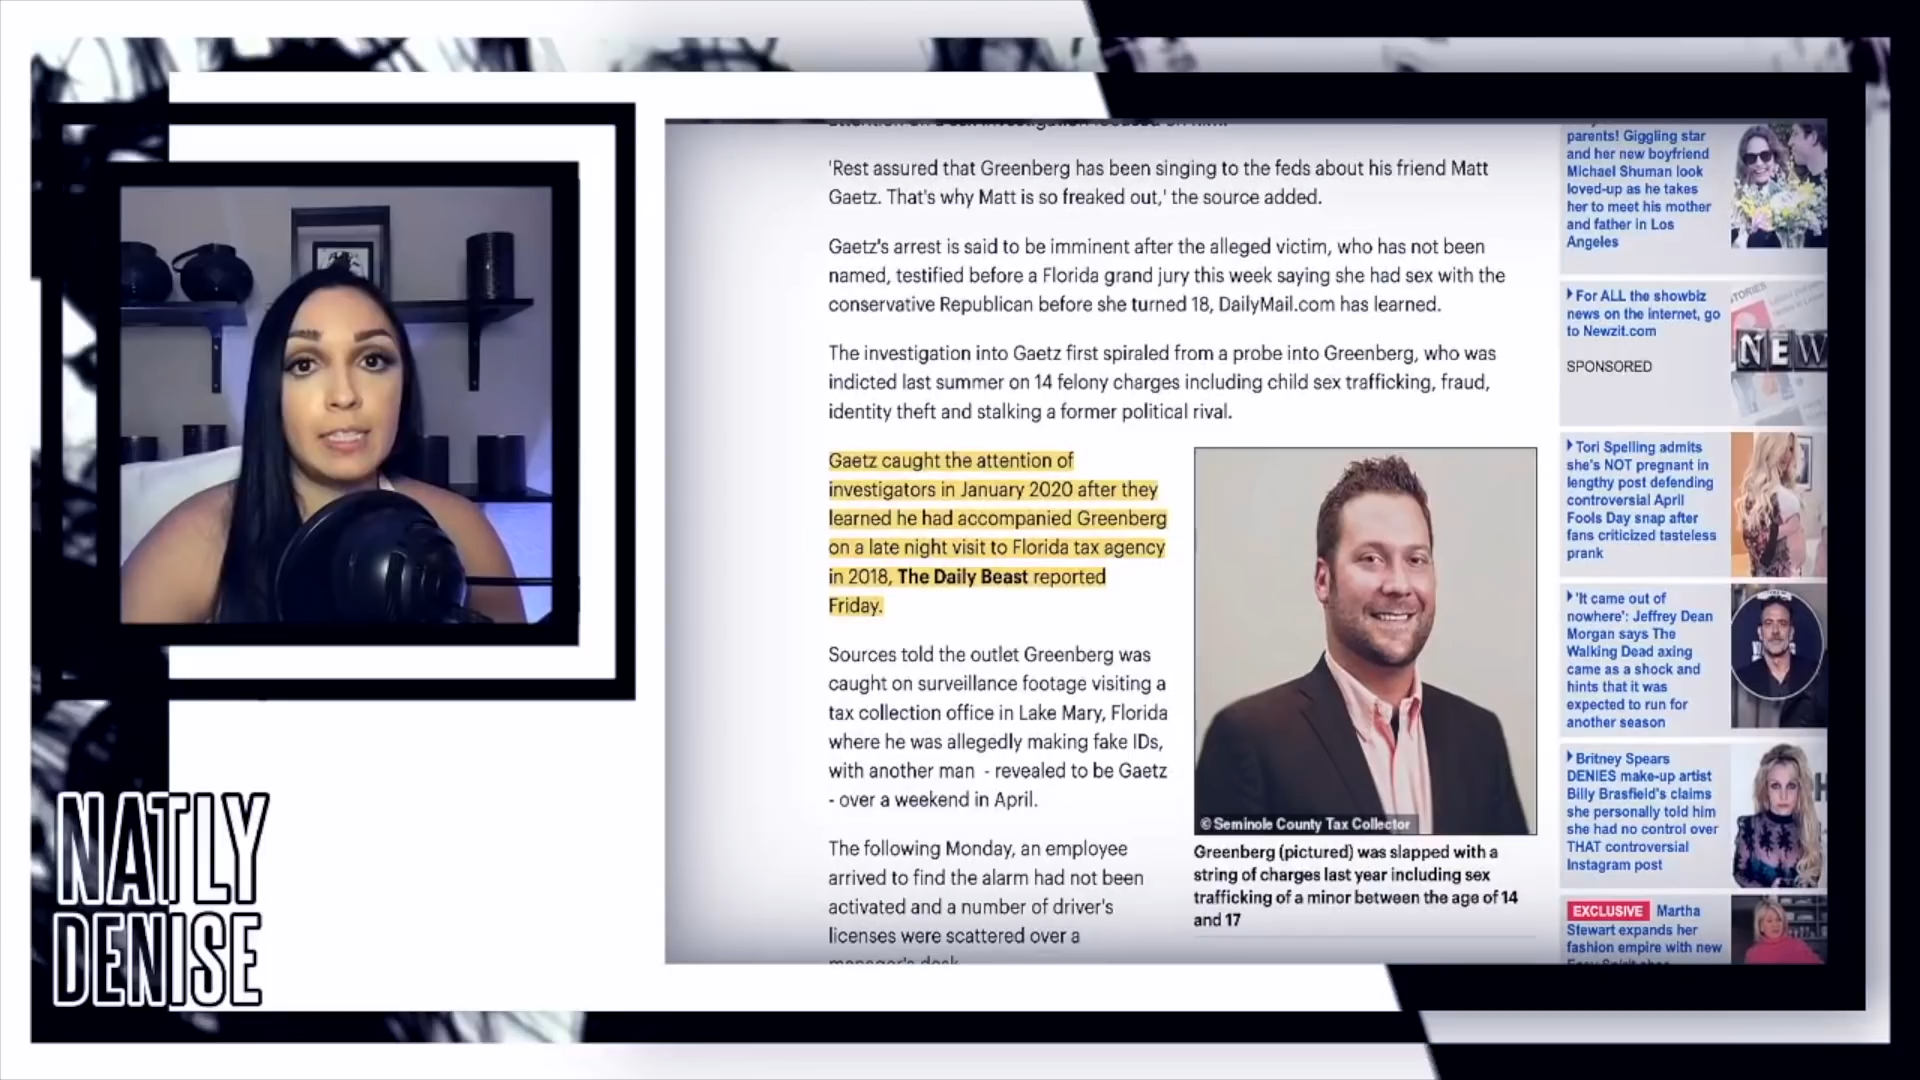 'Rest assured that Greenberg has been singing to the feds about his friend Matt
Gaetz. That's why Matt is so freaked out,' the source added.
Gaetz's arrest is said to be imminent after the alleged victim, who has not been
named, testified before a Florida grand jury this week saying she had sex with the
conservative Republican before she turned 18, DailyMail.com has learned.
The investigation into Gaetz first spiraled from a probe into Greenberg, who was
indicted last summer on 14 felony charges including child sex trafficking, fraud,
identity theft and stalking a former political rival.
Gaetz caught the attention of
investigators in January 2020 after they
learned he had accompanied Greenberg
on a late night visit to Florida tax agency
in 2018, The Daily Beast reported
Friday.
Sources told the outlet Greenberg was
caught on surveillance footage visiting a
tax collection office in Lake Mary, Florida
where he was allegedly making fake IDs,
with another man - revealed to be Gaetz
- over a weekend in April.
The following Monday, an employee
arrived to find the alarm had not been
activated and a number of driver's
licenses were scattered over a
manager's desk.
© Seminole County Tax Collector
Greenberg (pictured) was slapped with a
string of charges last year including sex
trafficking of a minor between the age of 14
and 17
parents! Giggling star
and her new boyfriend
Michael Shuman look
loved-up as he takes
her to meet his mother
and father in Los
Angeles
For ALL the showbiz
news on the internet, go
to Newzit.com
SPONSORED
STORIES
NEW
Tori Spelling admits
she's NOT pregnant in
lengthy post defending
controversial April
Fools Day snap after
fans criticized tasteless
prank
'It came out of
nowhere': Jeffrey Dean
Morgan says The
Walking Dead axing
came as a shock and
hints that it was
expected to run for
another season
Britney Spears
DENIES make-up artist
Billy Brasfield's claims
she personally told him
she had no control over
THAT controversial
Instagram post
EXCLUSIVE Martha
Stewart expands her
fashion empire with new
NATLY
DENISE